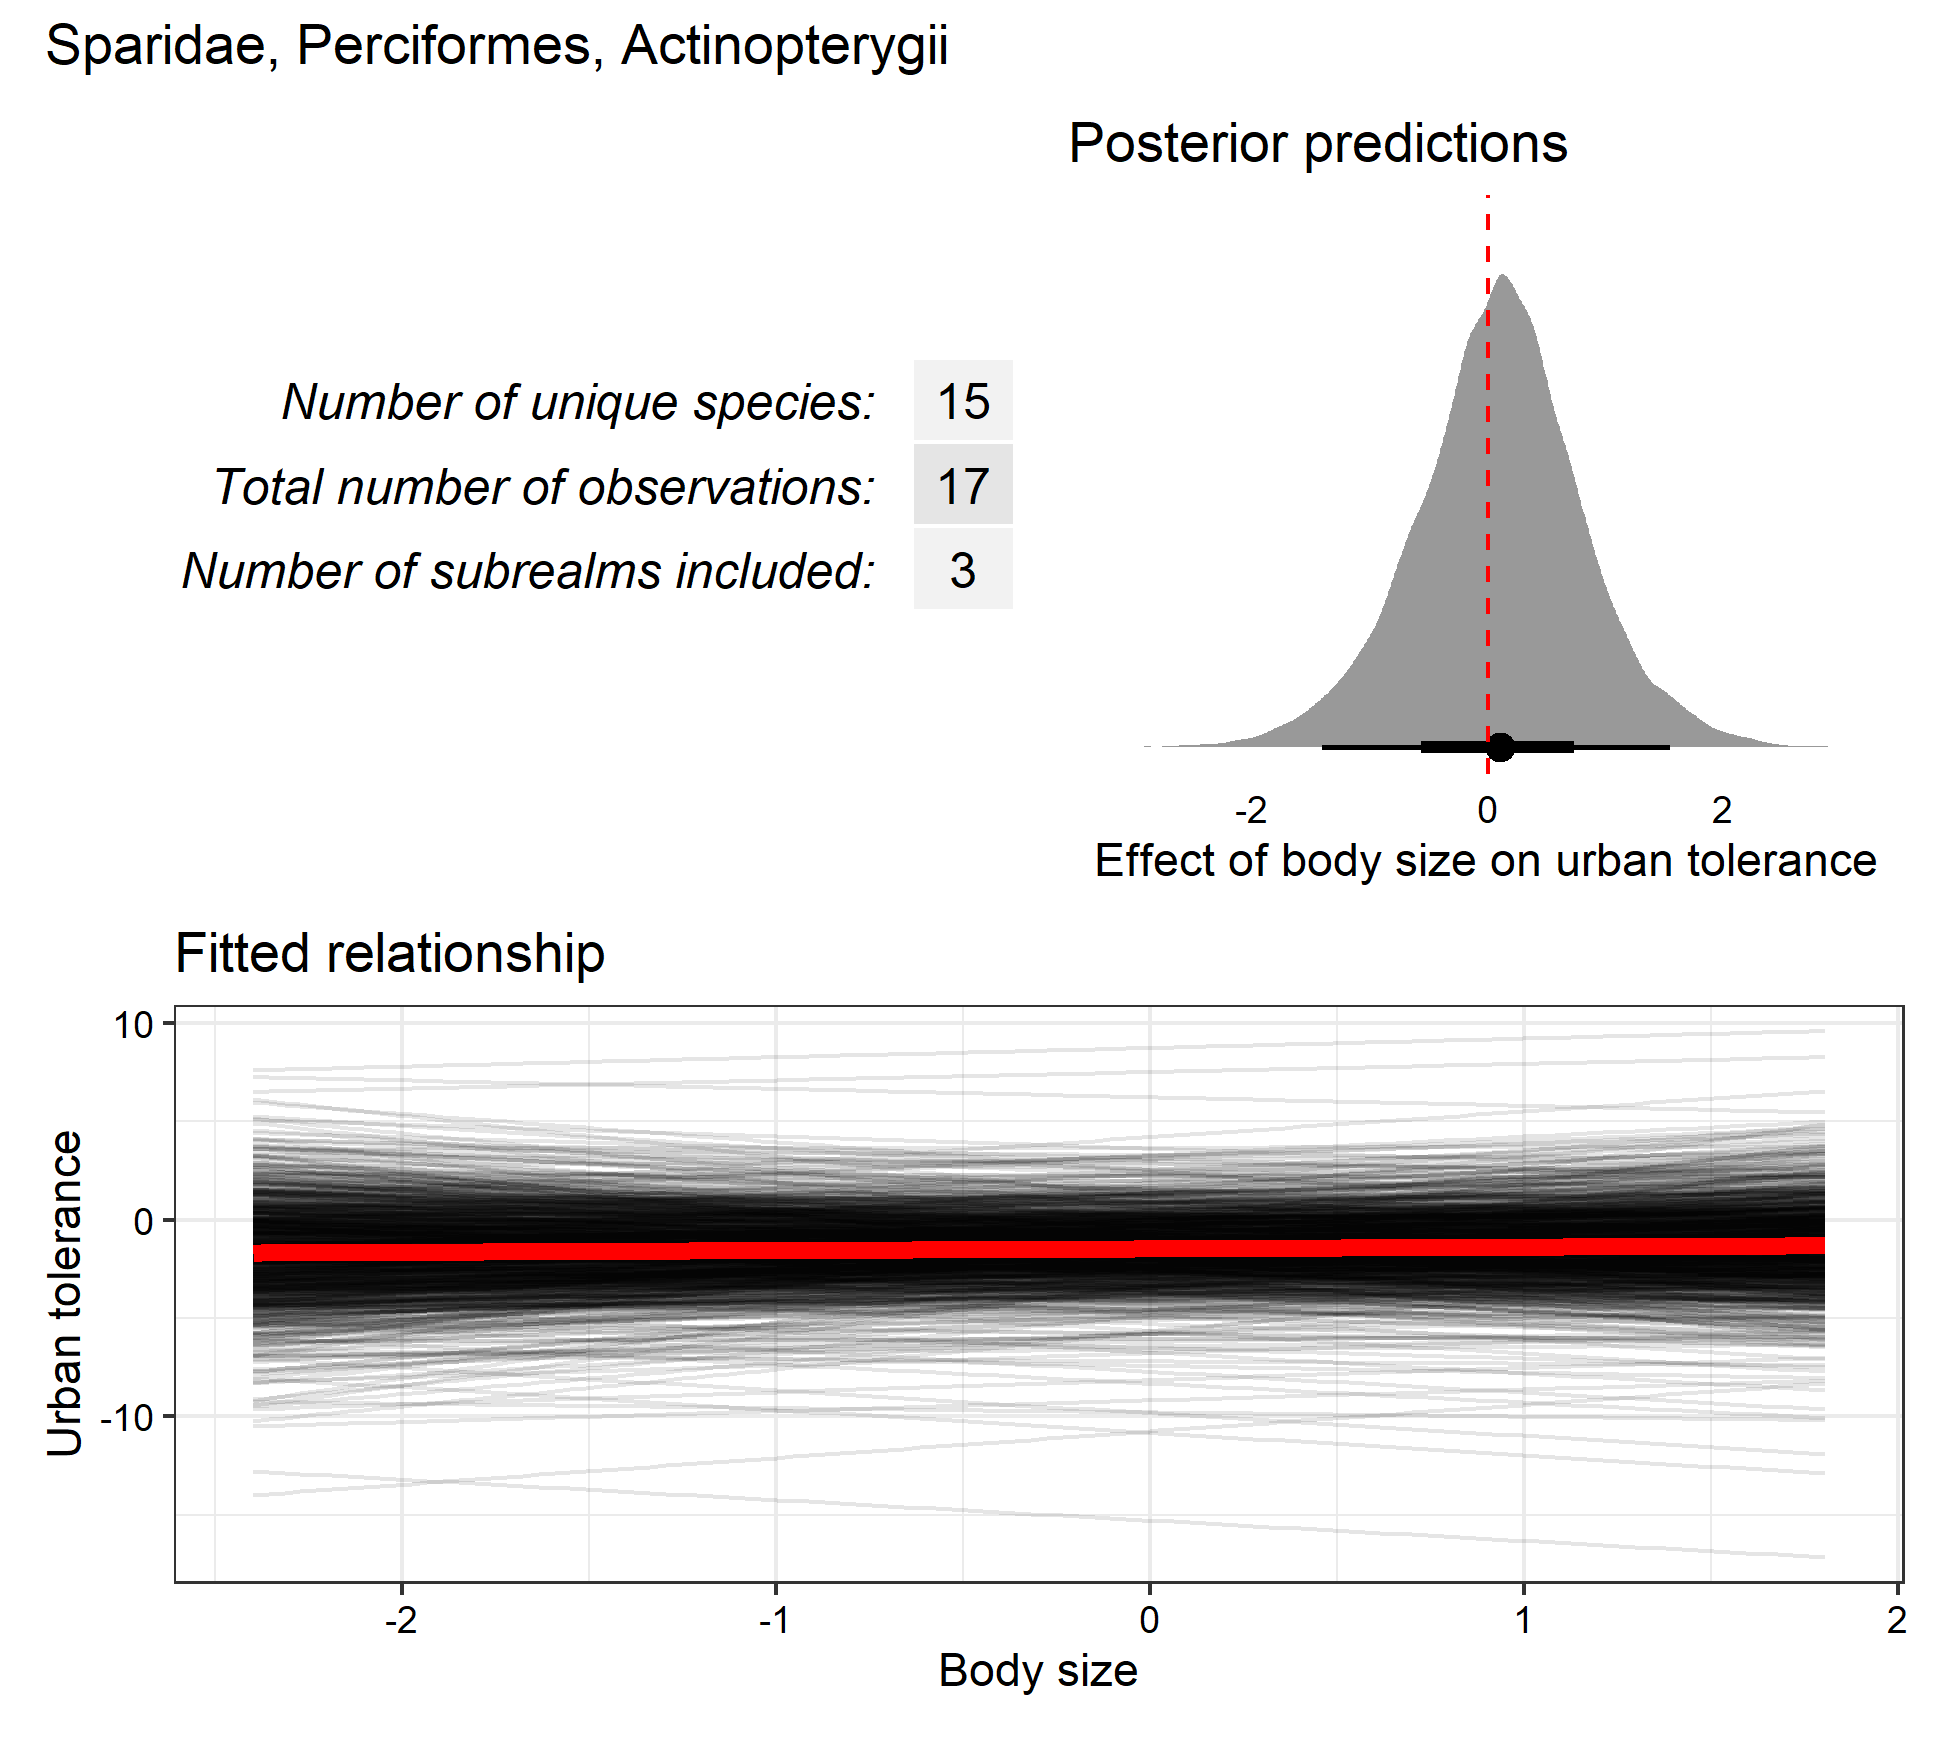 Sparidae, Perciformes, Actinopterygii
Posterior predictions
Number of unique species: 15
Total number of observations: 17
Number of subrealms included: 3
-2 0 2
Effect of body size on urban tolerance
Fitted relationship
10
0
-10
Urban tolerance
-2 -1 0 1 2
Body size